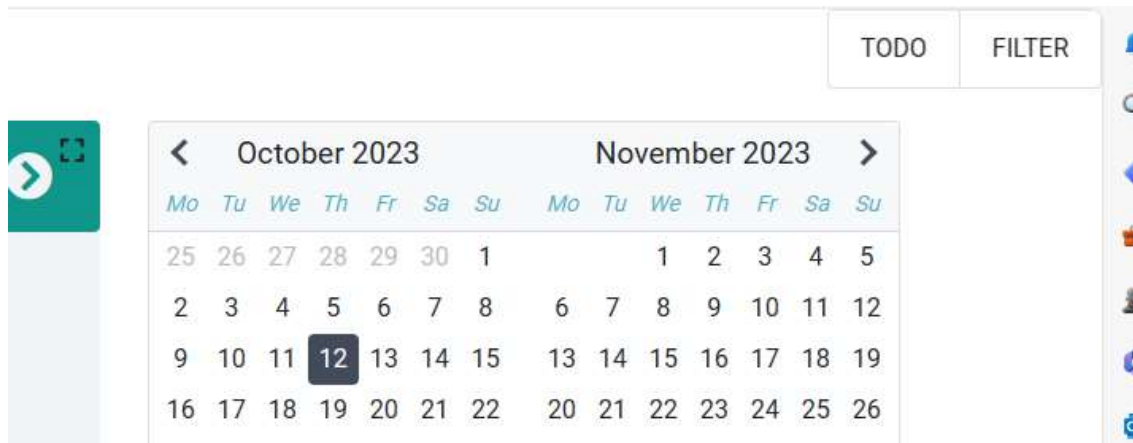 TODO FILTER
October 2023 November 2023
Mo Tu We Th Fr Sa Su Mo Tu We Th Fr Sa Su
25 26 27 28 29 30 1 1 2 3 4 5
2 3 4 5 6 7 8 6 7 8 9 10 11 12
9 10 11 12 13 14 15 13 14 15 16 17 18 19
16 17 18 19 20 21 22 20 21 22 23 24 25 26